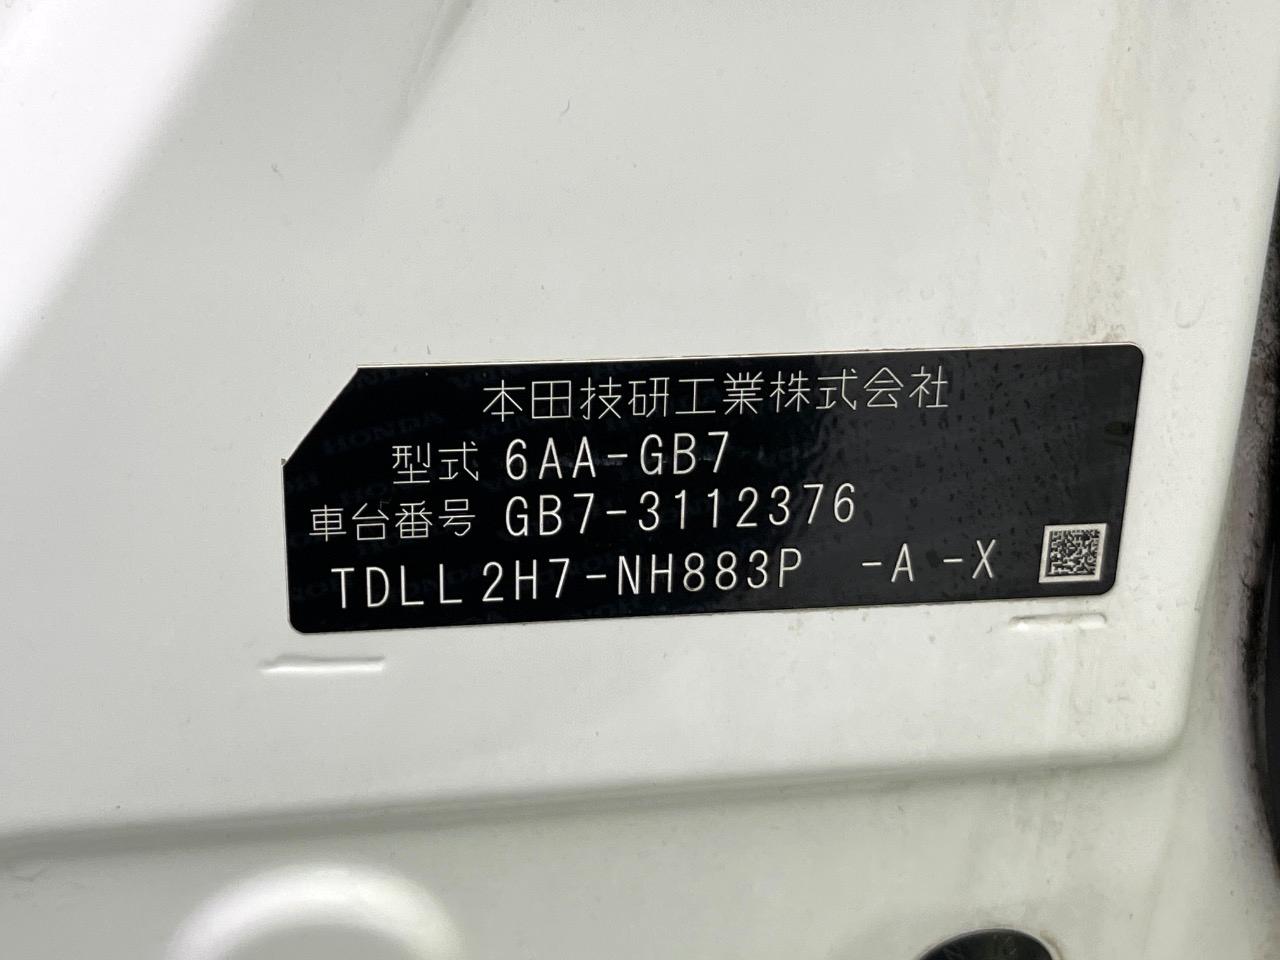 本田技研工業株式会社
型式 6AA-GB7
車台番号 GB7-3112376
TDLL2H7-NH883P -A -X